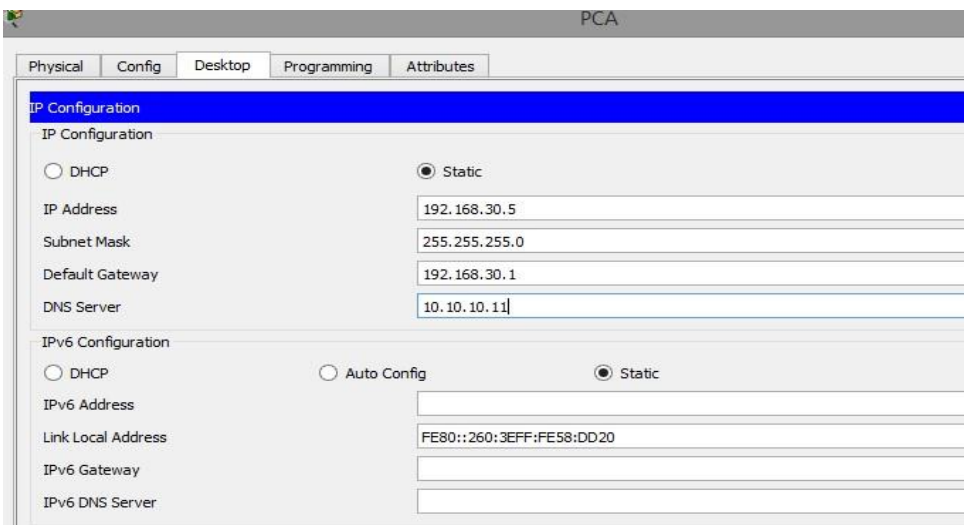 PCA
Physical Config Desktop Programming Attributes
IP Configuration
IP Configuration
DHCP Static
IP Address 192.168.30.5
Subnet Mask 255.255.255.0
Default Gateway 192.168.30.1
DNS Server 10.10.10.11
IPv6 Configuration
DHCP Auto Config Static
IPv6 Address
Link Local Address FE80::260:3EFF:FE58:DD20
IPv6 Gateway
IPv6 DNS Server